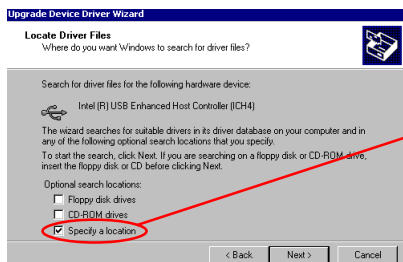 Upgrade Device Driver Wizard
Locate Driver Files
Where do you want Windows to search for driver files?
Search for driver files for the following hardware device:
Intel (R) USB Enhanced Host Controller (ICH4)
The wizard searches for suitable drivers in its driver database on your computer and in
any of the following optional search locations that you specify.
To start the search, click Next. If you are searching on a floppy disk or CD-ROM drive,
insert the floppy disk or CD before clicking Next.
Optional search locations:
Floppy disk drives
CD-ROM drives
Specify a location
< Back
Next >
Cancel